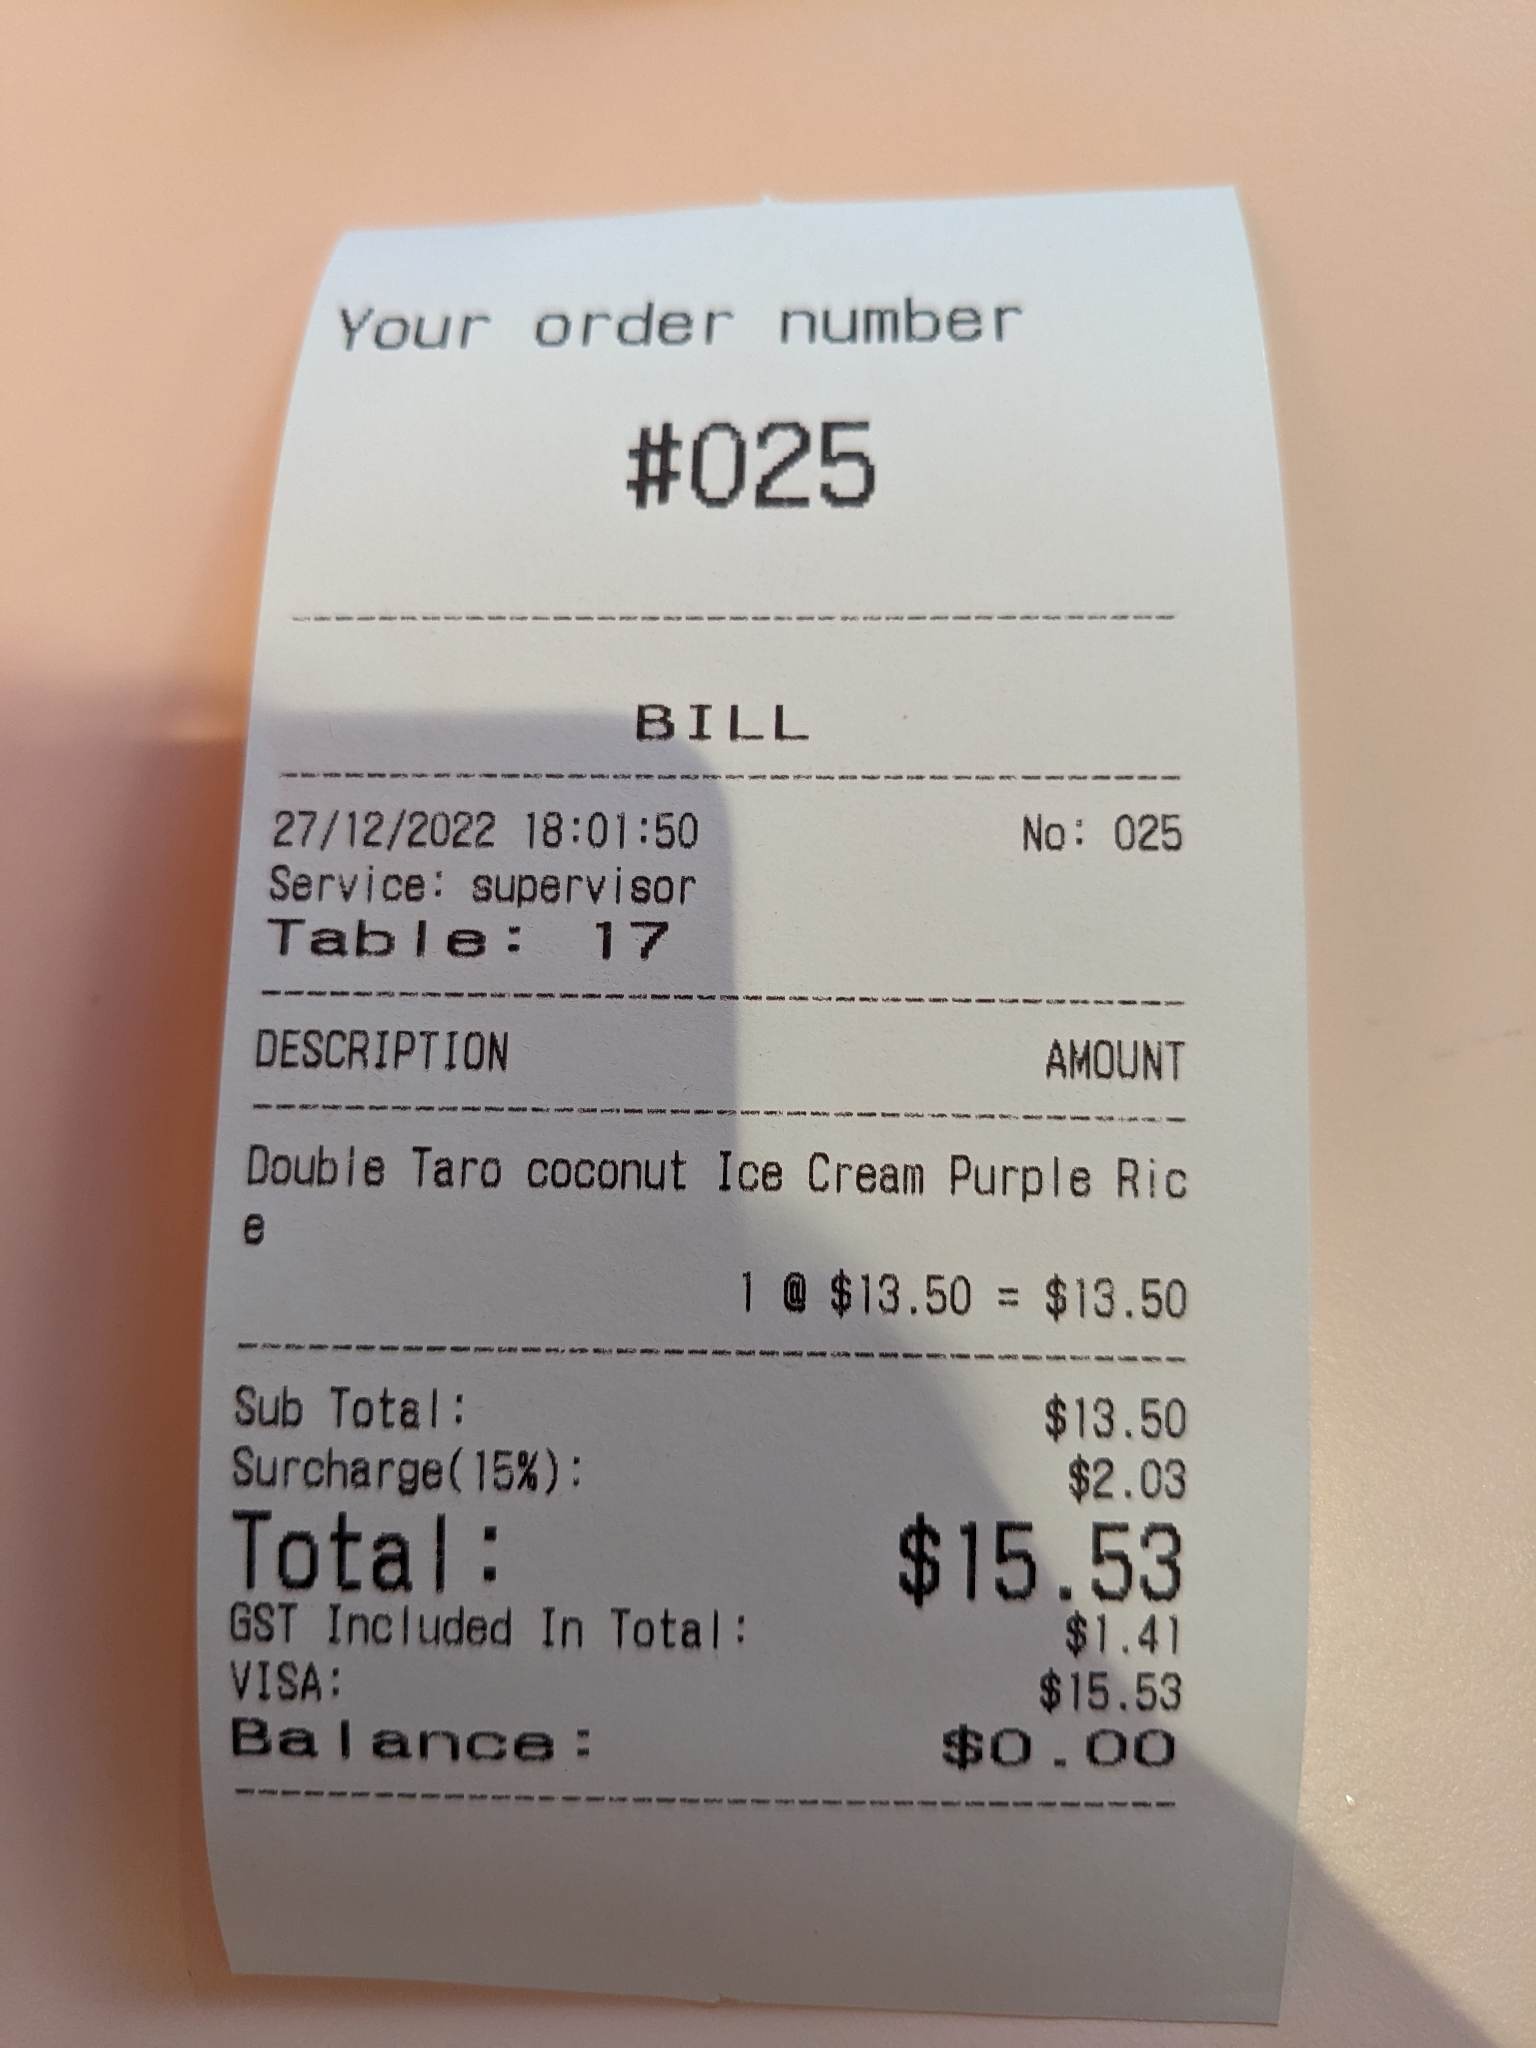 Your order number
#025
BILL
27/12/2022 18:01:50 No: 025
Service: supervisor
Table: 17
DESCRIPTION AMOUNT
Double Taro coconut Ice Cream Purple Ric
e
1 @ $13.50 = $13.50
Sub Total: $13.50
Surcharge(15%): $2.03
Total: $15.53
GST Included In Total: $1.41
VISA: $15.53
Balance: $0.00